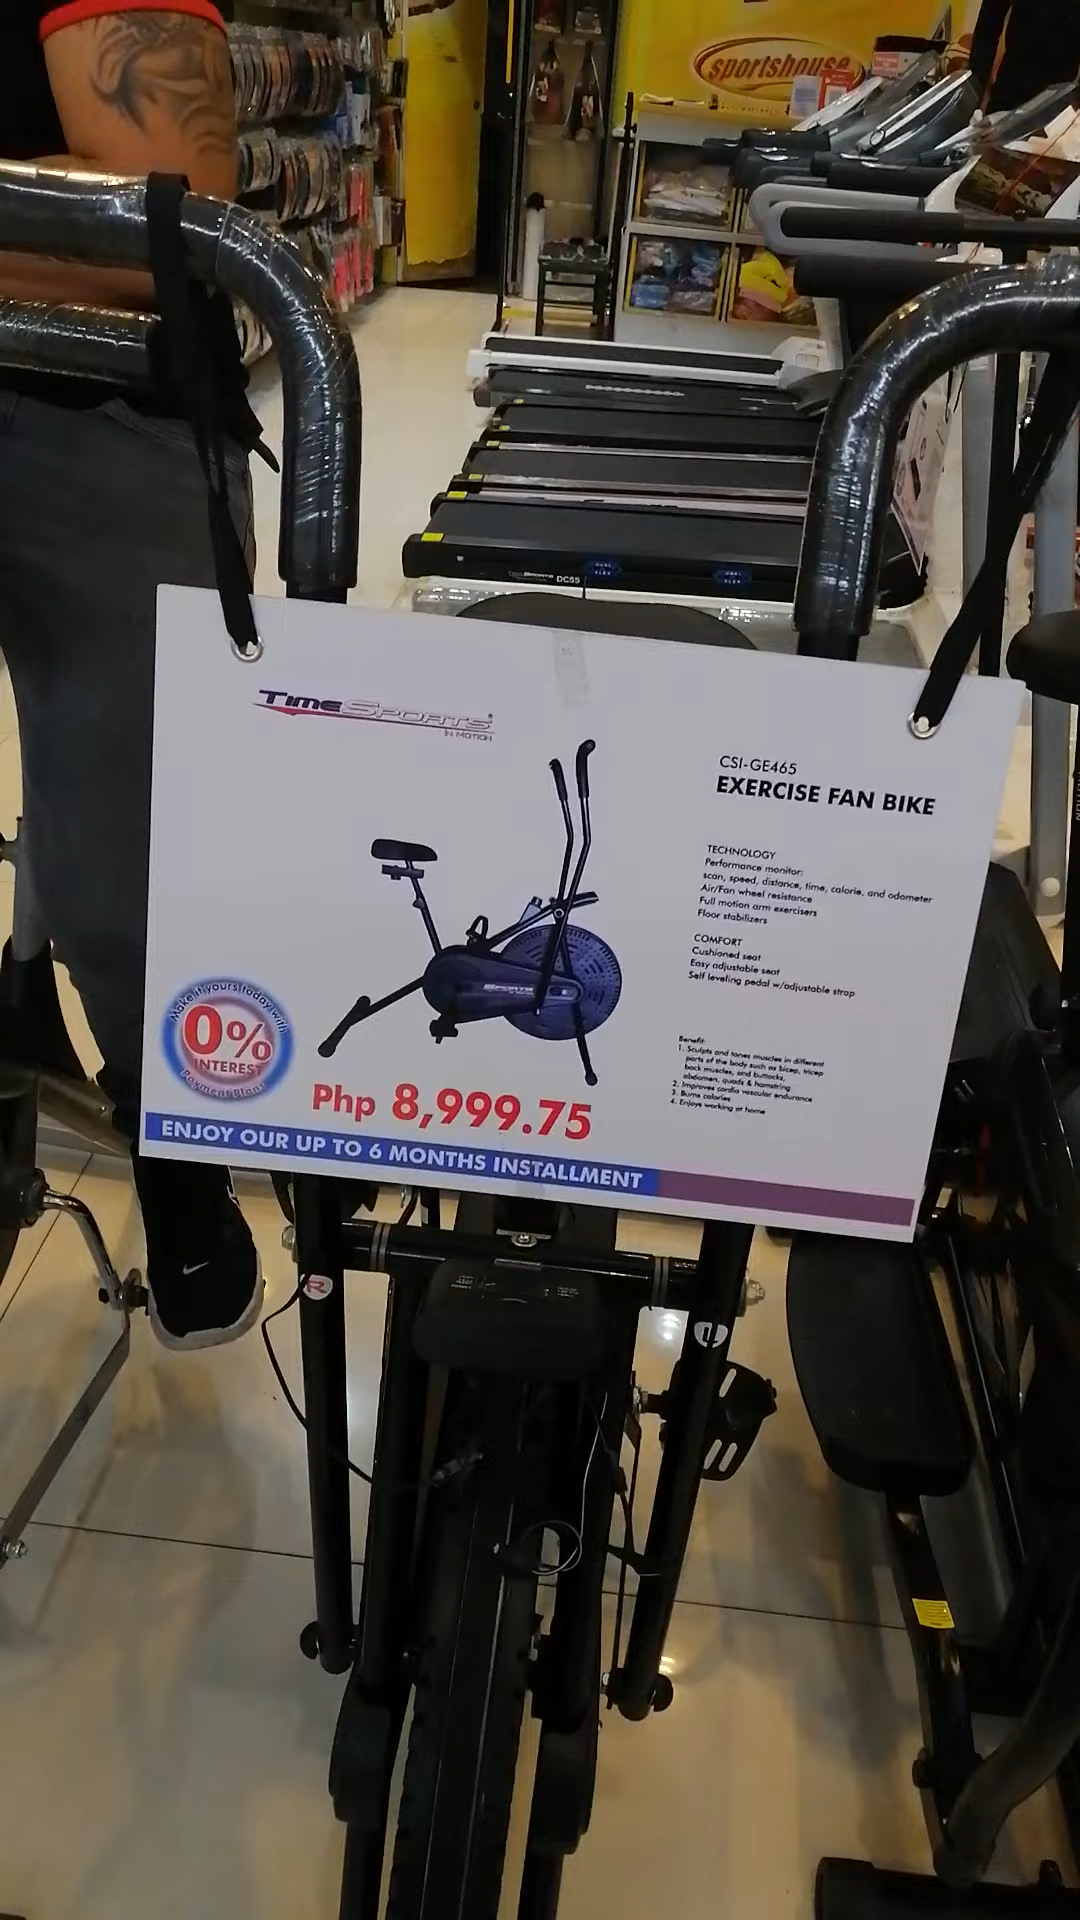 sportshouse
DC55
TIMESPORTS
IN MOTION
CSI-GE465
EXERCISE FAN BIKE
TECHNOLOGY
Performance monitor:
scan, speed, distance, time, calorie, and odometer
Air/Fan wheel resistance
Full motion arm exercisers
Floor stabilizers
COMFORT
Cushioned seat
Easy adjustable seat
Self leveling pedal w/adjustable strap
Benefit:
1. Sculpts and tones muscles in different
parts of the body such as bicep, tricep
back muscles, and buttocks,
abdomen, quads & hamstring
2. Improves cardio vascular endurance
3. Burns calories
4. Enjoys working at home
Make it yours today with
0%
INTEREST
Payment Plans
Php 8,999.75
ENJOY OUR UP TO 6 MONTHS INSTALLMENT
R
L